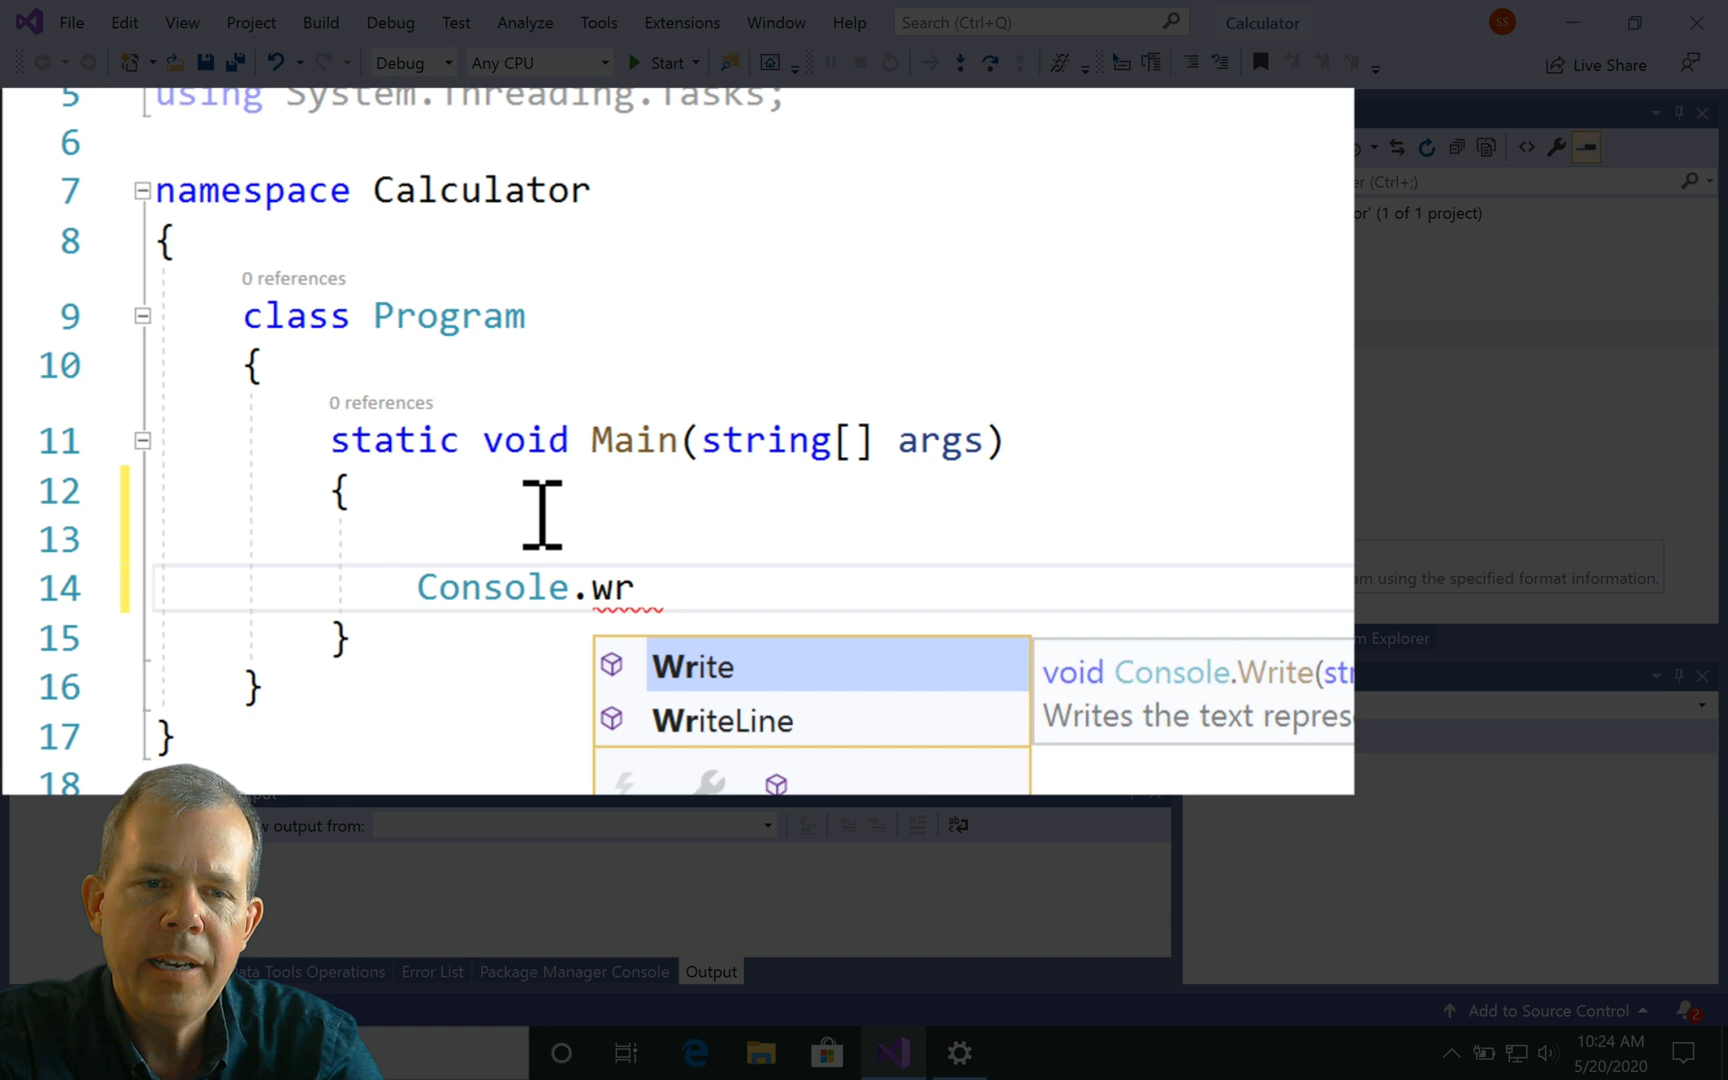 File Edit View Project Build Debug Test Analyze Tools Extensions Window Help Search (Ctrl+Q) Calculator SS
Debug Any CPU Start Live Share
5 using System.Threading.Tasks;
6
7 namespace Calculator
8 {
0 references
9 class Program
10 {
0 references
11 static void Main(string[] args)
12 {
13
14 Console.wr
15 }
16 }
17 }
18
Write
WriteLine
void Console.Write(str
Writes the text represe
er (Ctrl+;)
or' (1 of 1 project)
am using the specified format information.
m Explorer
w output from:
ata Tools Operations Error List Package Manager Console Output
Add to Source Control 2
10:24 AM
5/20/2020